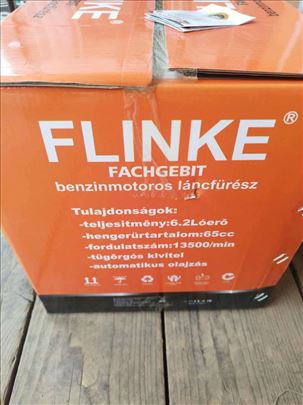 FLINKE®
FACHGEBIT
benzinmotoros láncfűrész
Tulajdonságok:
-teljesítmény:6.2Lóerő
-hengerűrtartalom:65cc
-fordulatszám:13500/min
-tűgörgős kivitel
-automatikus olajzás